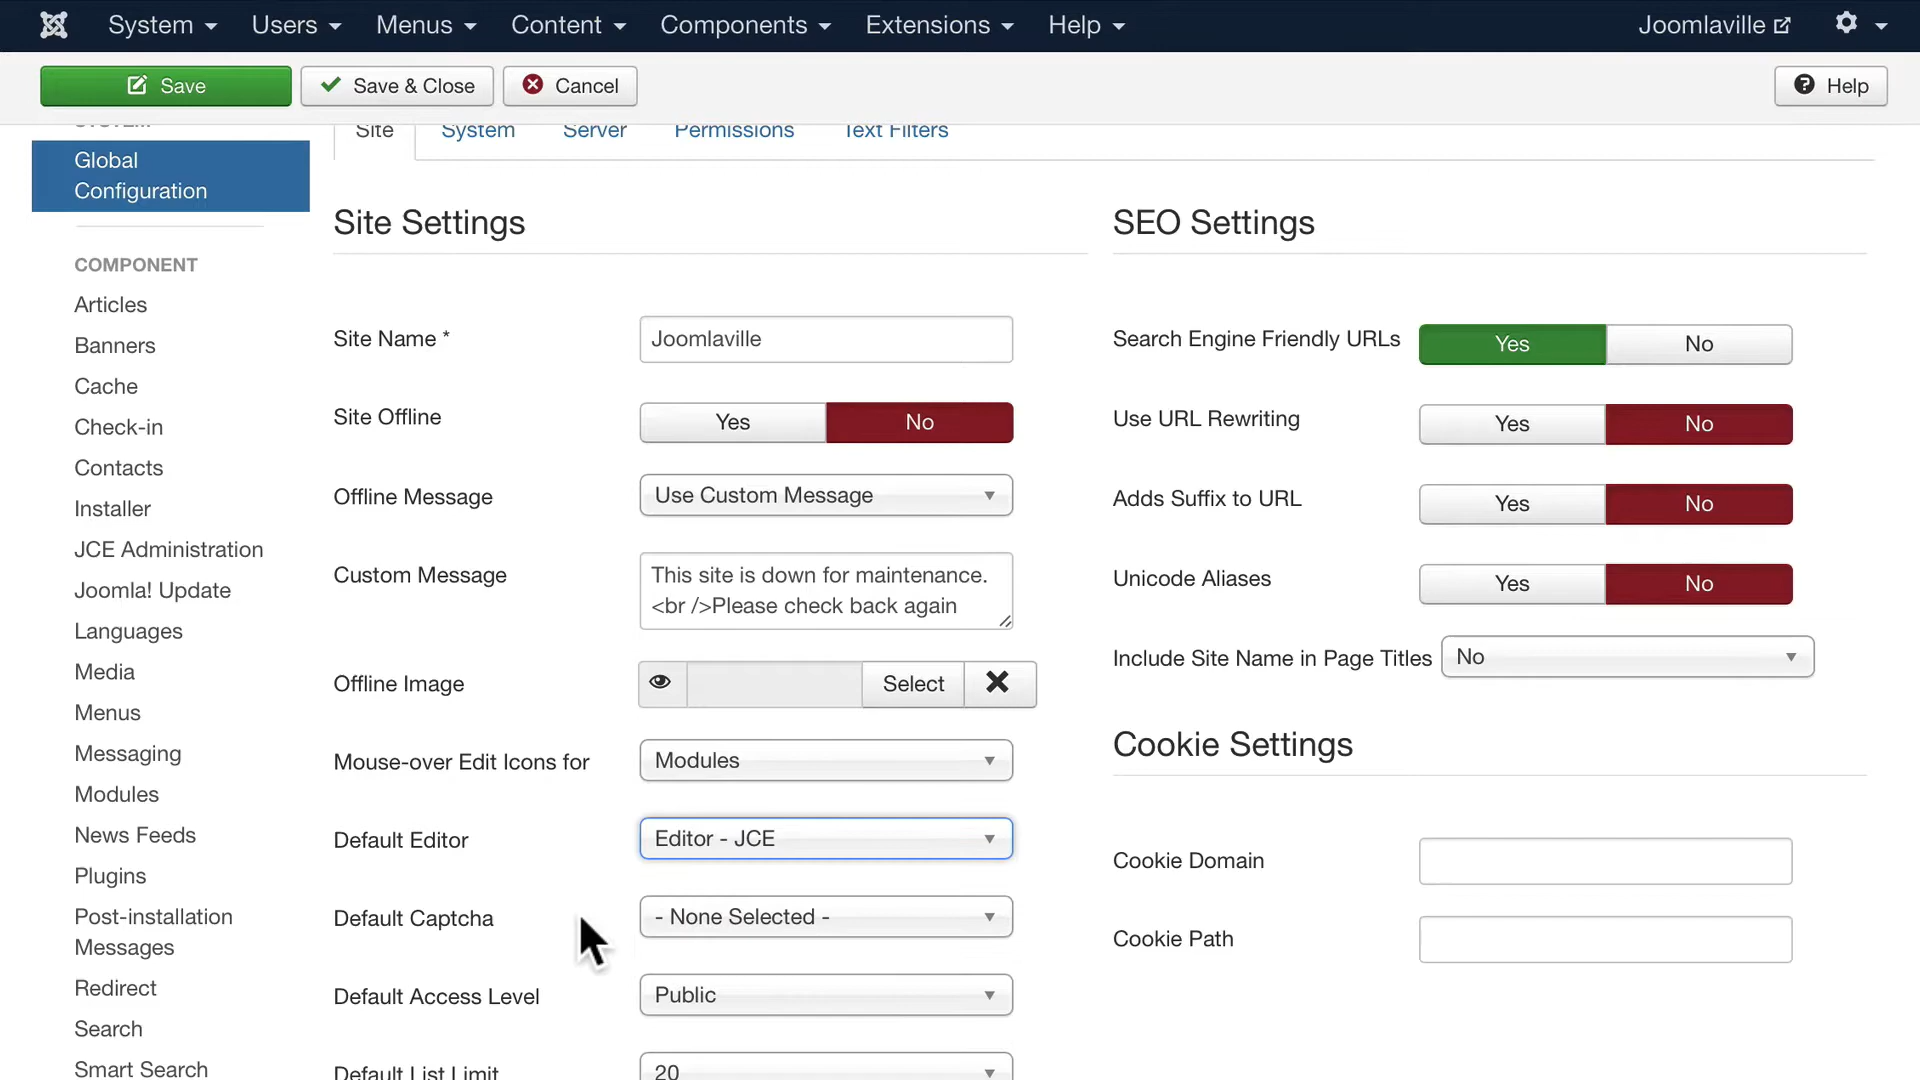 System Users Menus Content Components Extensions Help Joomlaville
Save Save & Close Cancel Help
SYSTEM
Site System Server Permissions Text Filters
Global
Configuration
COMPONENT
Articles
Banners
Cache
Check-in
Contacts
Installer
JCE Administration
Joomla! Update
Languages
Media
Menus
Messaging
Modules
News Feeds
Plugins
Post-installation
Messages
Redirect
Search
Smart Search
Site Settings
Site Name * Joomlaville
Site Offline Yes No
Offline Message Use Custom Message
Custom Message This site is down for maintenance.
<br />Please check back again
Offline Image Select
Mouse-over Edit Icons for Modules
Default Editor Editor - JCE
Default Captcha - None Selected -
Default Access Level Public
Default List Limit 20
SEO Settings
Search Engine Friendly URLs Yes No
Use URL Rewriting Yes No
Adds Suffix to URL Yes No
Unicode Aliases Yes No
Include Site Name in Page Titles No
Cookie Settings
Cookie Domain
Cookie Path